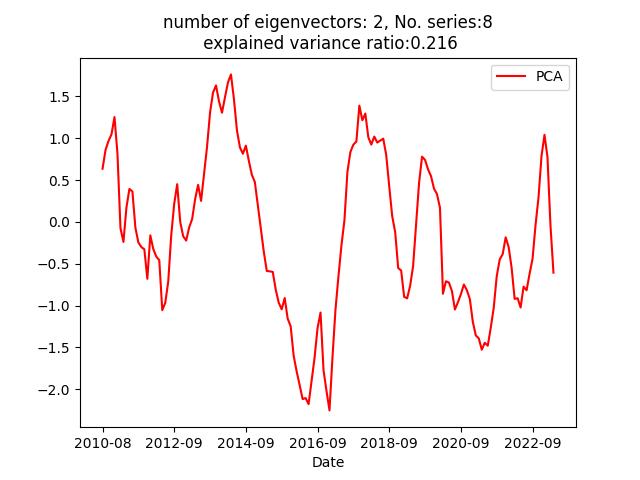 number of eigenvectors: 2, No. series:8
explained variance ratio:0.216
PCA
1.5
1.0
0.5
0.0
−0.5
−1.0
−1.5
−2.0
2010-08 2012-09 2014-09 2016-09 2018-09 2020-09 2022-09
Date